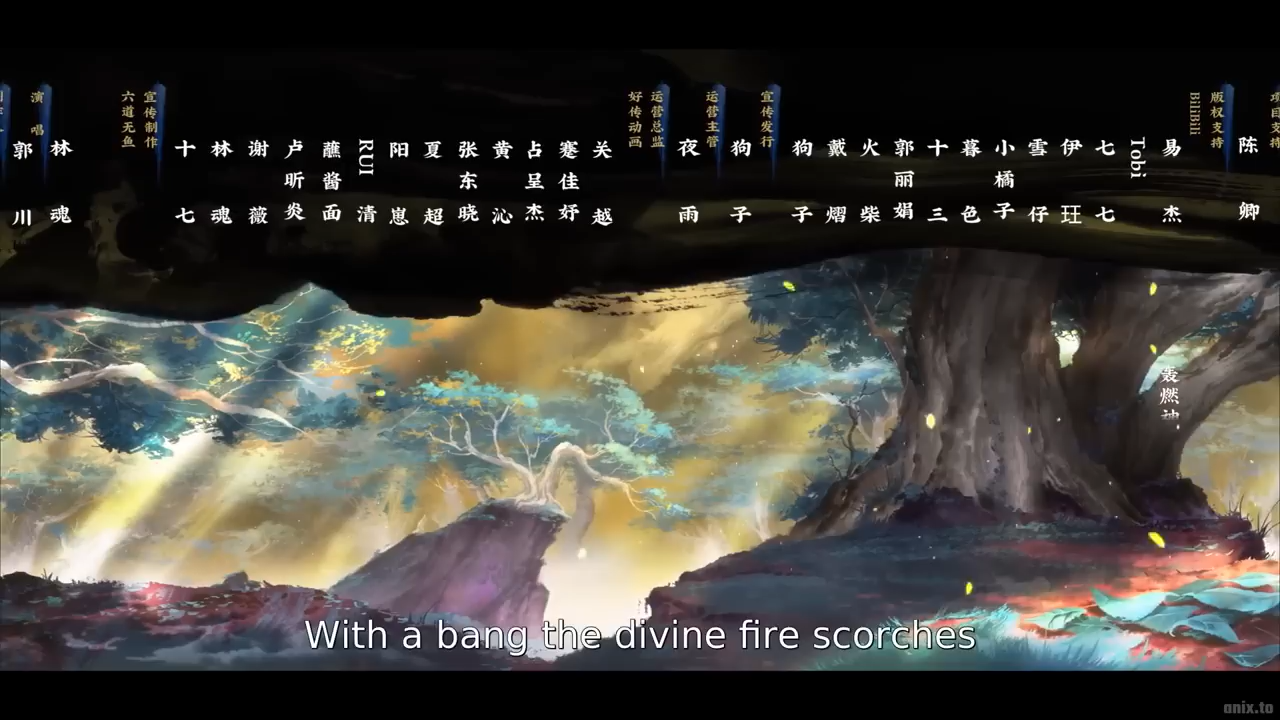 陈卿
版权支持
BiliBili
易杰
Tobi
七七
伊玨
雪仔
小橘子
暮色
十三
郭丽娟
火柴
戴熠
狗子
宣传发行
狗子
运营主管
夜雨
运营总监
好传动画
关越
蹇佳妤
占呈杰
黄沁
张东晓
夏超
阳崽
RUI清
蘸酱面
卢昕炎
谢薇
林魂
十七
宣传制作
六道无鱼
林魂
演唱
郭川
轰燃神
With a bang the divine fire scorches
anix.to